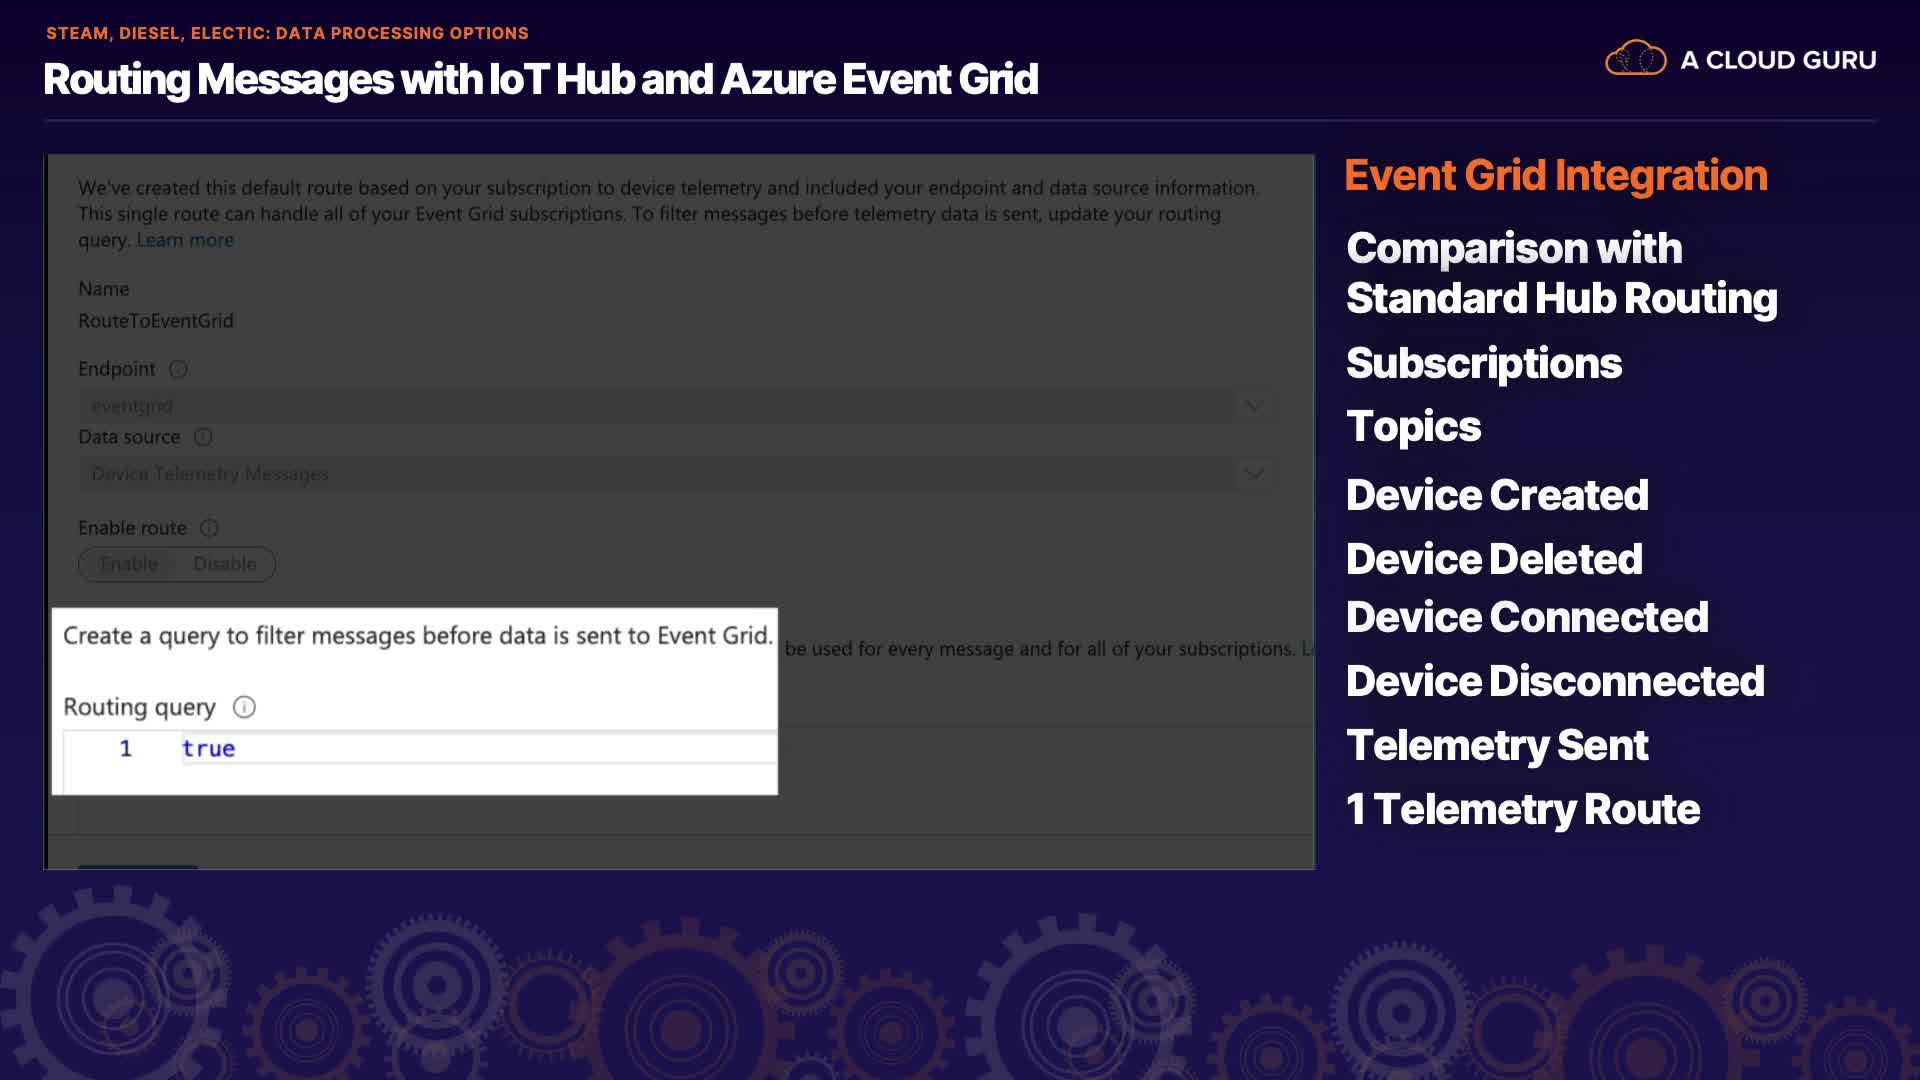 STEAM, DIESEL, ELECTIC: DATA PROCESSING OPTIONS
Routing Messages with IoT Hub and Azure Event Grid
A CLOUD GURU
We've created this default route based on your subscription to device telemetry and included your endpoint and data source information.
This single route can handle all of your Event Grid subscriptions. To filter messages before telemetry data is sent, update your routing
query. Learn more
Name
RouteToEventGrid
Endpoint
eventgrid
Data source
Device Telemetry Messages
Enable route
Enable Disable
Create a query to filter messages before data is sent to Event Grid.
be used for every message and for all of your subscriptions.
Routing query
1 true
Event Grid Integration
Comparison with
Standard Hub Routing
Subscriptions
Topics
Device Created
Device Deleted
Device Connected
Device Disconnected
Telemetry Sent
1 Telemetry Route